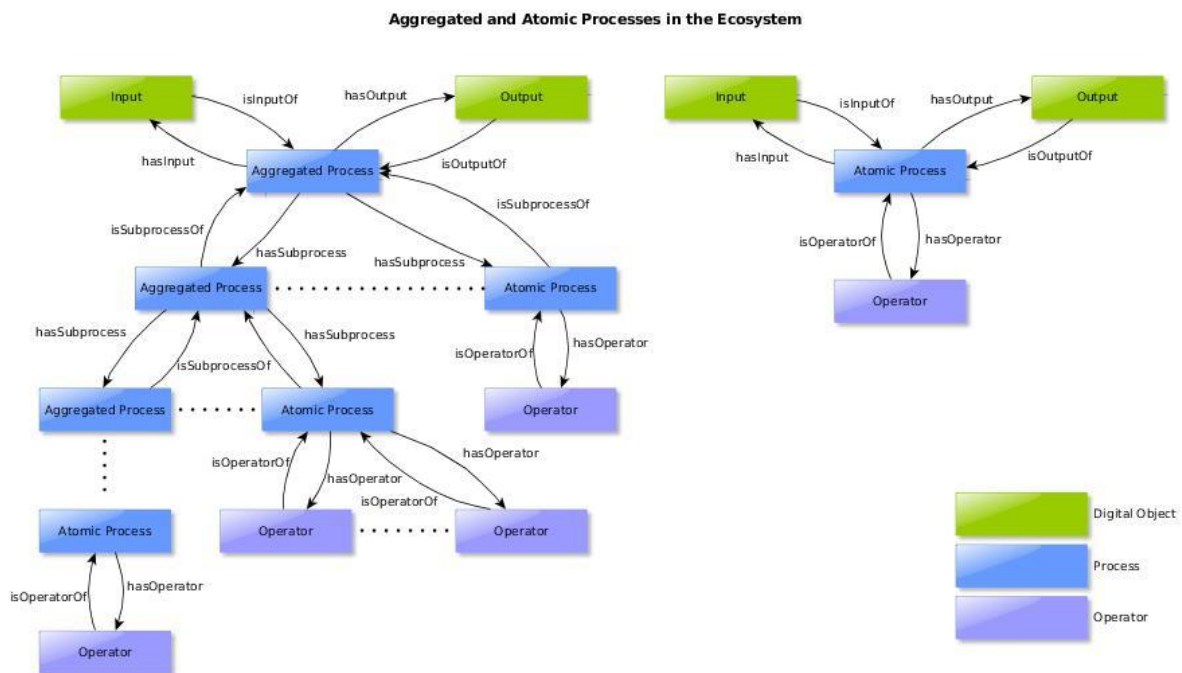 Aggregated and Atomic Processes in the Ecosystem
Input
isInputOf
hasOutput
Output
hasInput
Aggregated Process
isOutputOf
isSubprocessOf
isSubprocessOf
hasSubprocess
hasSubprocess
Aggregated Process
Atomic Process
hasSubprocess
hasSubprocess
isSubprocessOf
isOperatorOf
hasOperator
Aggregated Process
Atomic Process
Operator
isOperatorOf
hasOperator
hasOperator
isOperatorOf
Atomic Process
Operator
Operator
isOperatorOf
hasOperator
Operator
Input
isInputOf
hasOutput
Output
hasInput
Atomic Process
isOutputOf
isOperatorOf
hasOperator
Operator
Digital Object
Process
Operator